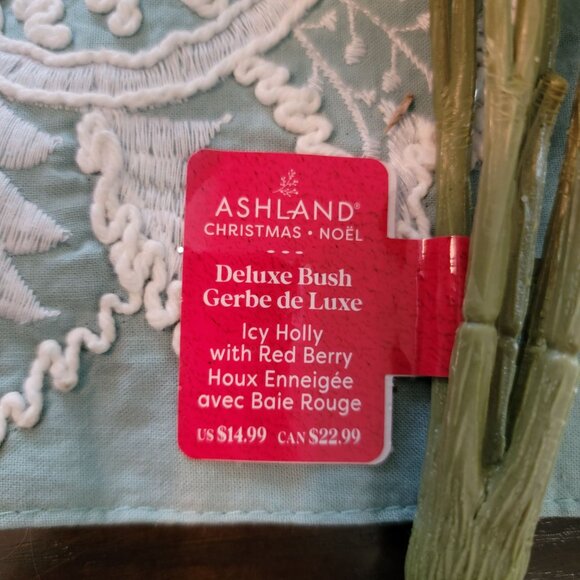 ASHLAND®
CHRISTMAS • NOËL
Deluxe Bush
Gerbe de Luxe
Icy Holly
with Red Berry
Houx Enneigée
avec Baie Rouge
US $14.99 CAN $22.99